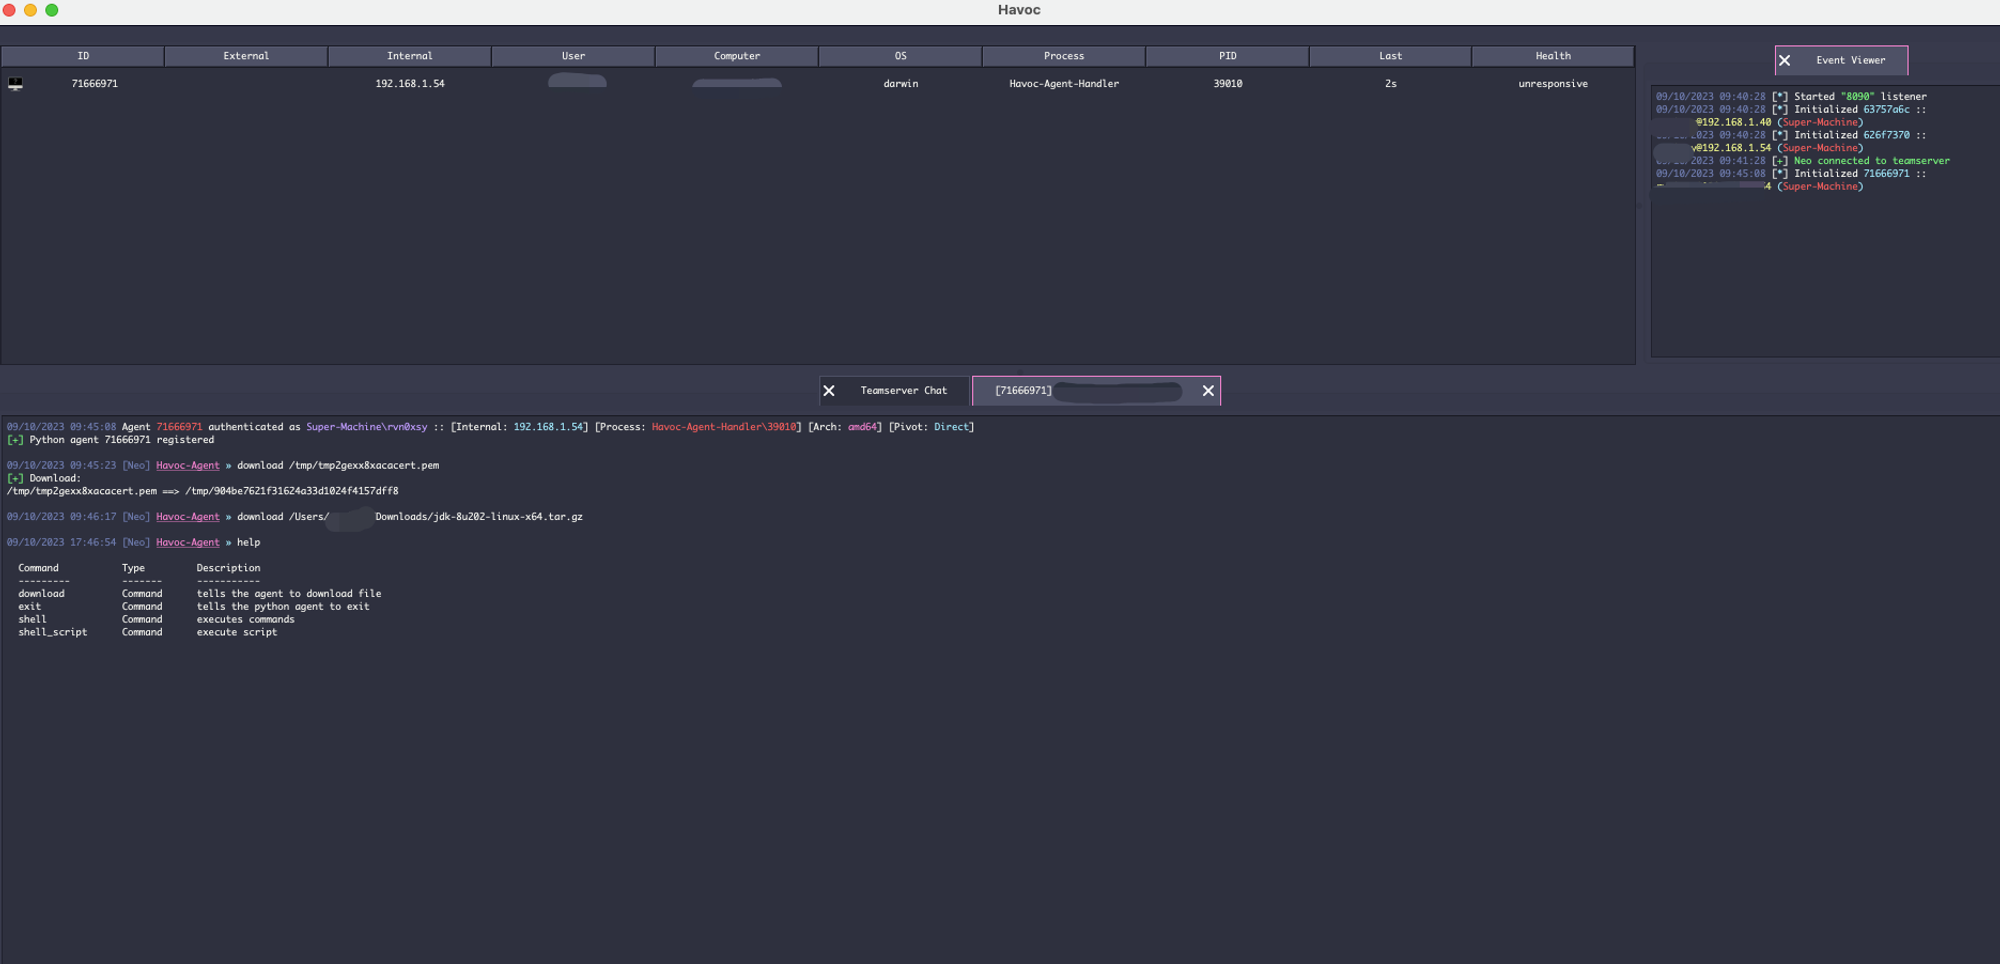 Havoc
ID External Internal User Computer OS Process PID Last Health
71666971 192.168.1.54 darwin Havoc-Agent-Handler 39010 2s unresponsive
Event Viewer
09/10/2023 09:40:28 [*] Started "8090" listener
09/10/2023 09:40:28 [*] Initialized 63757a6c ::
@192.168.1.40 (Super-Machine)
2023 09:40:28 [*] Initialized 626f7370 ::
v@192.168.1.54 (Super-Machine)
2023 09:41:28 [+] Neo connected to teamserver
09/10/2023 09:45:08 [*] Initialized 71666971 ::
4 (Super-Machine)
Teamserver Chat
[71666971]
09/10/2023 09:45:08 Agent 71666971 authenticated as Super-Machine\rvn0xsy :: [Internal: 192.168.1.54] [Process: Havoc-Agent-Handler\39010] [Arch: amd64] [Pivot: Direct]
[+] Python agent 71666971 registered
09/10/2023 09:45:23 [Neo] Havoc-Agent » download /tmp/tmp2gexx8xacacert.pem
[+] Download:
/tmp/tmp2gexx8xacacert.pem ==> /tmp/904be7621f31624a33d1024f4157dff8
09/10/2023 09:46:17 [Neo] Havoc-Agent » download /Users/ Downloads/jdk-8u202-linux-x64.tar.gz
09/10/2023 17:46:54 [Neo] Havoc-Agent » help
Command Type Description
--------- ------- -----------
download Command tells the agent to download file
exit Command tells the python agent to exit
shell Command executes commands
shell_script Command execute script